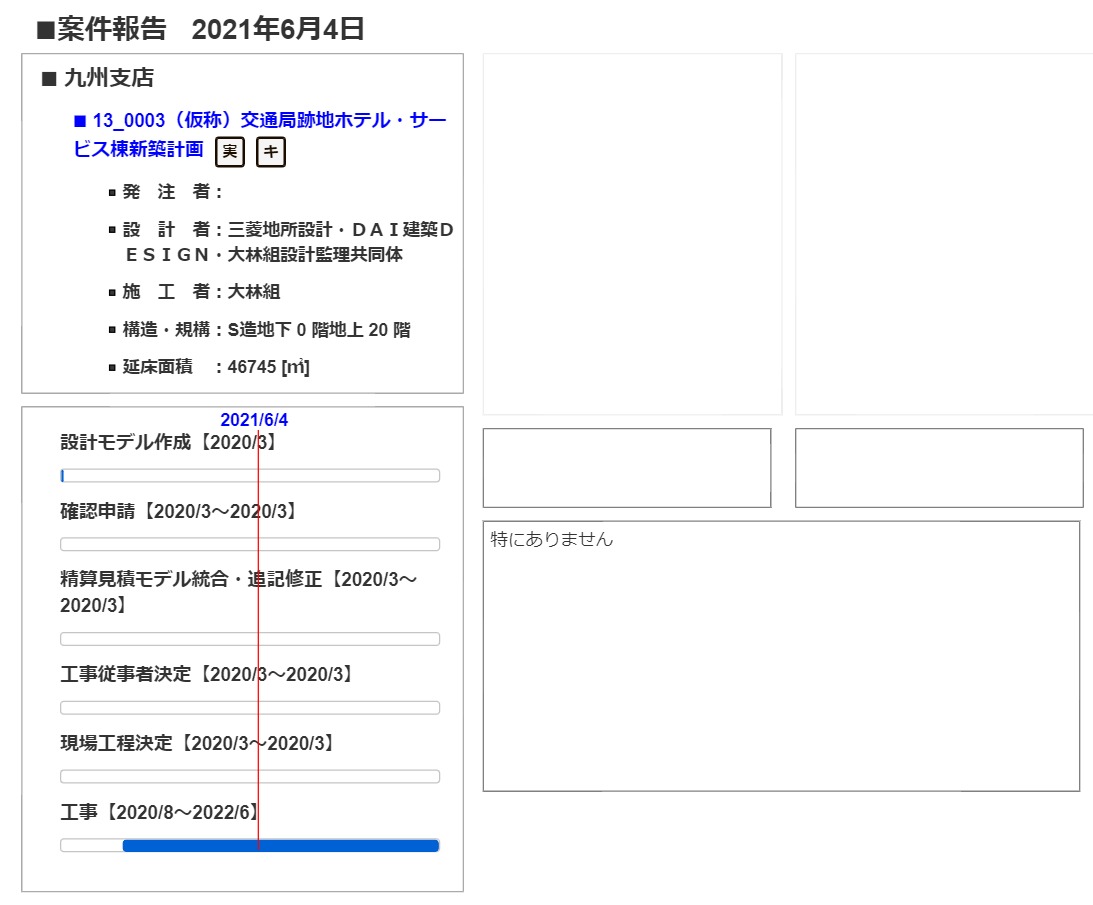 ■案件報告 2021年6月4日
■ 九州支店
■ 13_0003（仮称）交通局跡地ホテル・サー
ビス棟新築計画 実 キ
▪ 発　注　者：
▪ 設　計　者：三菱地所設計・ＤＡＩ建築Ｄ
ＥＳＩＧＮ・大林組設計監理共同体
▪ 施　工　者：大林組
▪ 構造・規構：S造地下 0 階地上 20 階
▪ 延床面積　：46745 [㎡]
2021/6/4
設計モデル作成【2020/3】
確認申請【2020/3〜2020/3】
精算見積モデル統合・追記修正【2020/3〜
2020/3】
工事従事者決定【2020/3〜2020/3】
現場工程決定【2020/3〜2020/3】
工事【2020/8〜2022/6】
特にありません